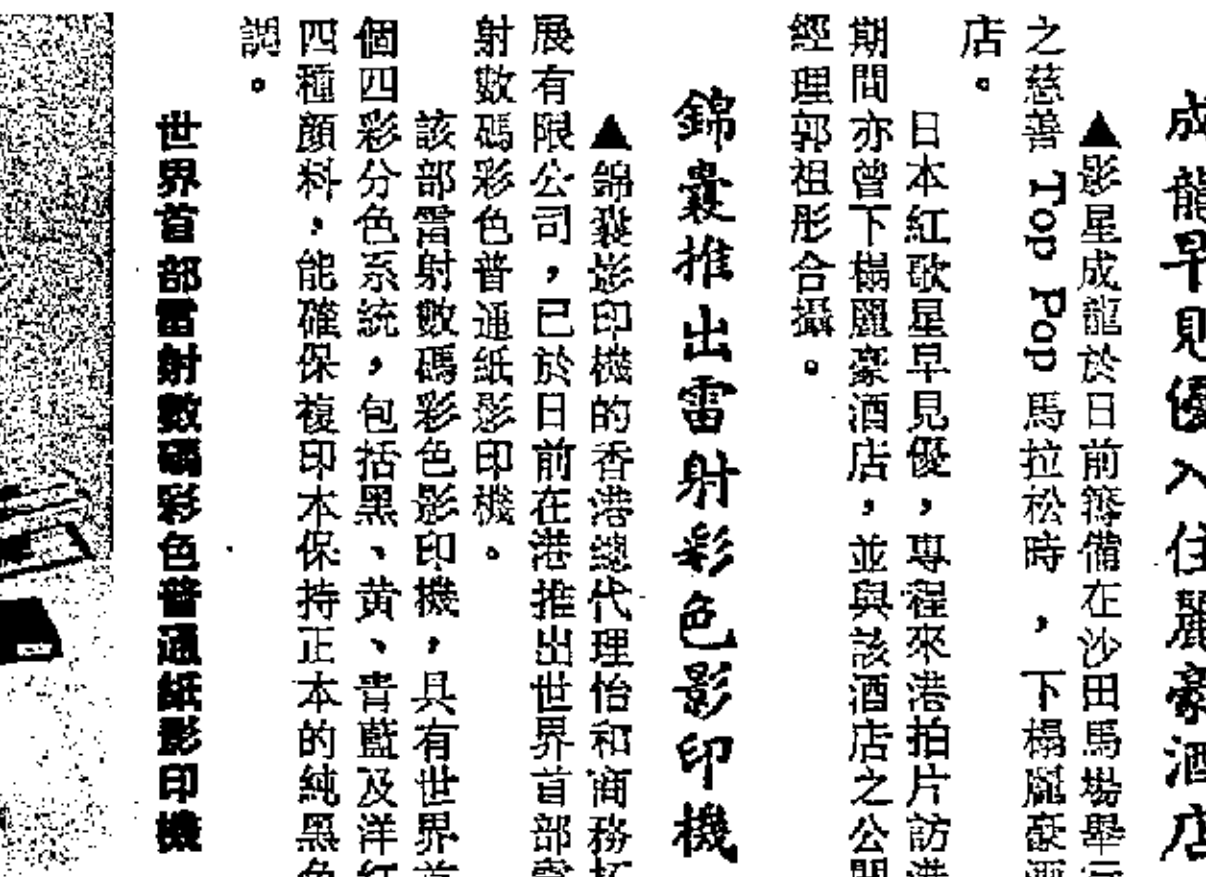 成龍早見優入住麗豪酒店
▲影星成龍於日前籌備在沙田馬場舉行
之慈善 Top Pop 馬拉松時，下榻麗豪酒
店。
日本紅歌星早見優，專程來港拍片訪港
期間亦曾下榻麗豪酒店，並與該酒店之公關
經理郭祖彤合攝。
錦囊推出雷射彩色影印機
▲錦囊影印機的香港總代理怡和商務拓
展有限公司，已於日前在港推出世界首部雷
射數碼彩色普通紙影印機。
該部雷射數碼彩色影印機，具有世界首
個四彩分色系統，包括黑、黄、青藍及洋紅
四種顏料，能確保複印本保持正本的純黑色
調。
世界首部雷射數碼彩色普通紙影印機